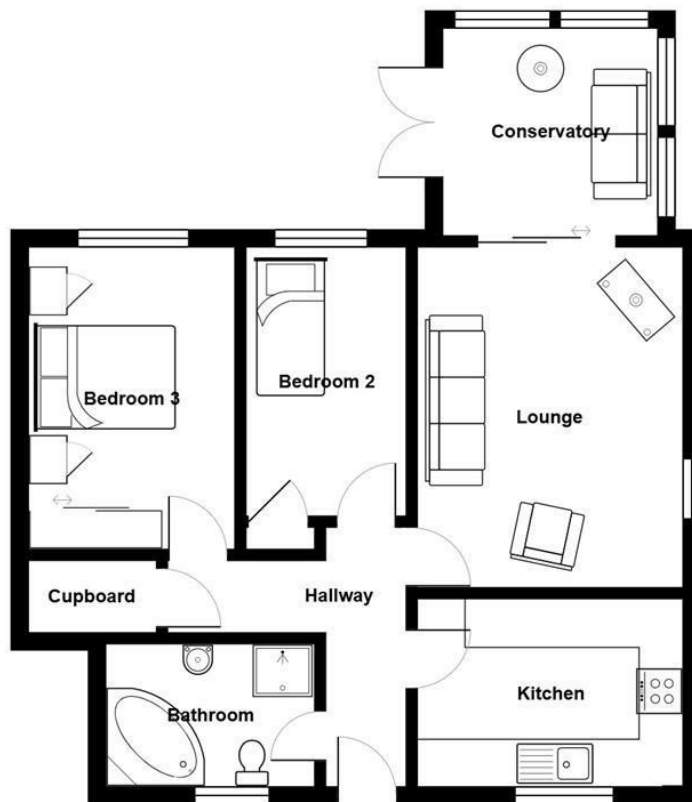 Conservatory
Bedroom 3
Bedroom 2
Lounge
Cupboard
Hallway
Kitchen
Bathroom